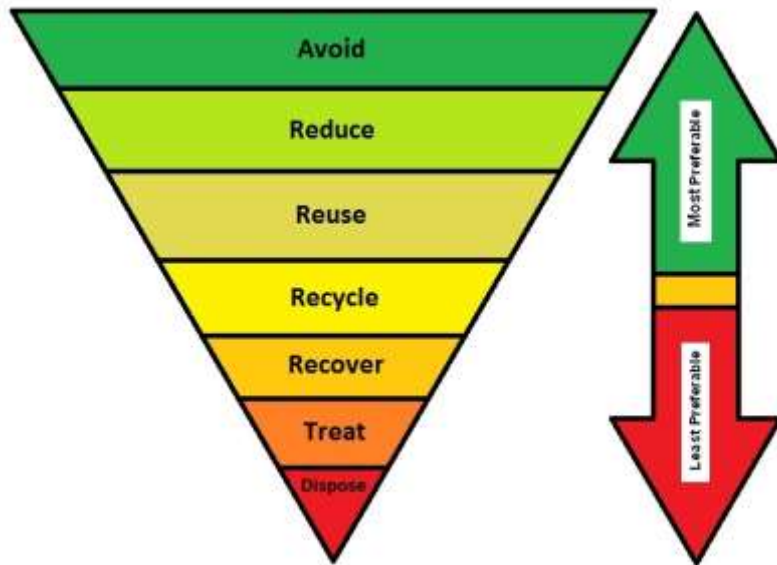 Avoid
Reduce
Reuse
Recycle
Recover
Treat
Dispose
Most Preferable
Least Preferable